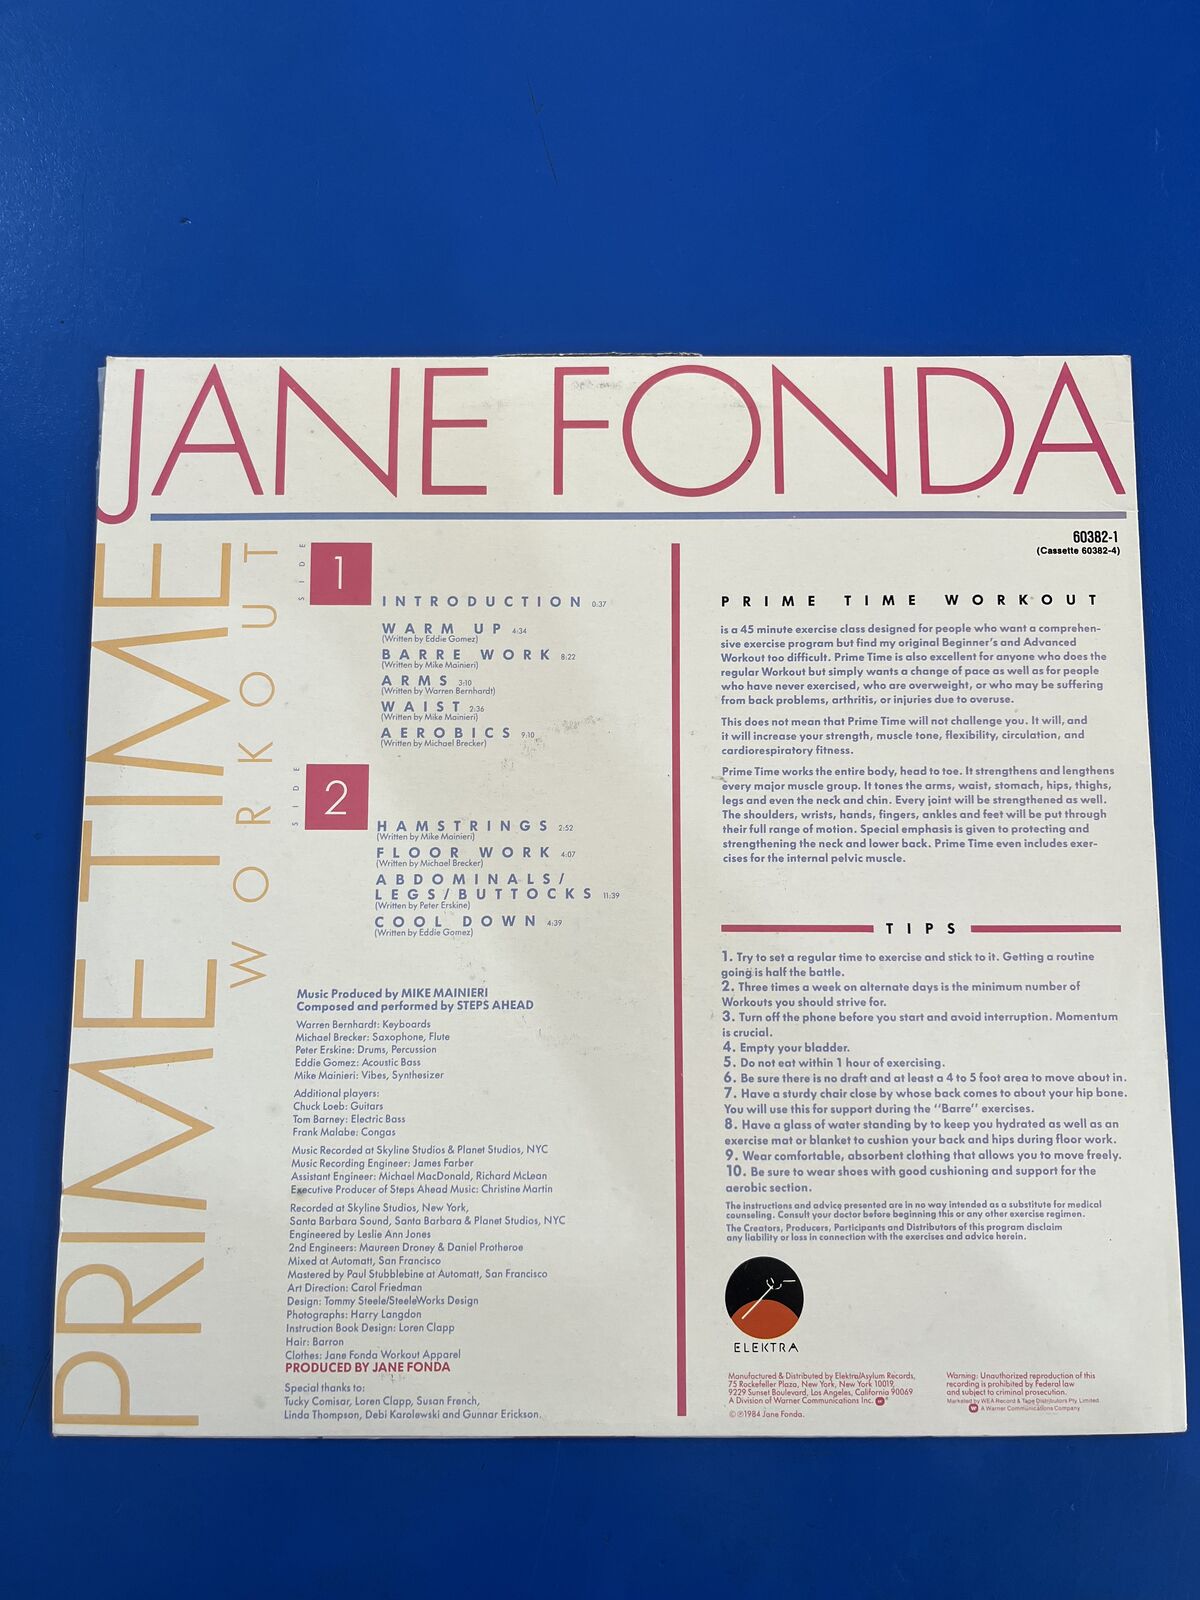 JANE FONDA
PRIME TIME
WORKOUT
60382-1
(Cassette 60382-4)
SIDE
1
INTRODUCTION 0:37
WARM UP 4:34
(Written by Eddie Gomez)
BARRE WORK 8:22
(Written by Mike Mainieri)
ARMS 3:10
(Written by Warren Bernhardt)
WAIST 2:36
(Written by Mike Mainieri)
AEROBICS 9:10
(Written by Michael Brecker)
SIDE
2
HAMSTRINGS 2:52
(Written by Mike Mainieri)
FLOOR WORK 4:07
(Written by Michael Brecker)
ABDOMINALS/
LEGS/BUTTOCKS 11:39
(Written by Peter Erskine)
COOL DOWN 4:39
(Written by Eddie Gomez)
Music Produced by MIKE MAINIERI
Composed and performed by STEPS AHEAD
Warren Bernhardt: Keyboards
Michael Brecker: Saxophone, Flute
Peter Erskine: Drums, Percussion
Eddie Gomez: Acoustic Bass
Mike Mainieri: Vibes, Synthesizer
Additional players:
Chuck Loeb: Guitars
Tom Barney: Electric Bass
Frank Malabe: Congas
Music Recorded at Skyline Studios & Planet Studios, NYC
Music Recording Engineer: James Farber
Assistant Engineer: Michael MacDonald, Richard McLean
Executive Producer of Steps Ahead Music: Christine Martin
Recorded at Skyline Studios, New York,
Santa Barbara Sound, Santa Barbara & Planet Studios, NYC
Engineered by Leslie Ann Jones
2nd Engineers: Maureen Droney & Daniel Protheroe
Mixed at Automatt, San Francisco
Mastered by Paul Stubblebine at Automatt, San Francisco
Art Direction: Carol Friedman
Design: Tommy Steele/SteeleWorks Design
Photographs: Harry Langdon
Instruction Book Design: Loren Clapp
Hair: Barron
Clothes: Jane Fonda Workout Apparel
PRODUCED BY JANE FONDA
Special thanks to:
Tucky Comisar, Loren Clapp, Susan French,
Linda Thompson, Debi Karolewski and Gunnar Erickson.
PRIME TIME WORKOUT
is a 45 minute exercise class designed for people who want a comprehen-
sive exercise program but find my original Beginner's and Advanced
Workout too difficult. Prime Time is also excellent for anyone who does the
regular Workout but simply wants a change of pace as well as for people
who have never exercised, who are overweight, or who may be suffering
from back problems, arthritis, or injuries due to overuse.
This does not mean that Prime Time will not challenge you. It will, and
it will increase your strength, muscle tone, flexibility, circulation, and
cardiorespiratory fitness.
Prime Time works the entire body, head to toe. It strengthens and lengthens
every major muscle group. It tones the arms, waist, stomach, hips, thighs,
legs and even the neck and chin. Every joint will be strengthened as well.
The shoulders, wrists, hands, fingers, ankles and feet will be put through
their full range of motion. Special emphasis is given to protecting and
strengthening the neck and lower back. Prime Time even includes exer-
cises for the internal pelvic muscle.
TIPS
1. Try to set a regular time to exercise and stick to it. Getting a routine
going is half the battle.
2. Three times a week on alternate days is the minimum number of
Workouts you should strive for.
3. Turn off the phone before you start and avoid interruption. Momentum
is crucial.
4. Empty your bladder.
5. Do not eat within 1 hour of exercising.
6. Be sure there is no draft and at least a 4 to 5 foot area to move about in.
7. Have a sturdy chair close by whose back comes to about your hip bone.
You will use this for support during the "Barre" exercises.
8. Have a glass of water standing by to keep you hydrated as well as an
exercise mat or blanket to cushion your back and hips during floor work.
9. Wear comfortable, absorbent clothing that allows you to move freely.
10. Be sure to wear shoes with good cushioning and support for the
aerobic section.
The instructions and advice presented are in no way intended as a substitute for medical
counseling. Consult your doctor before beginning this or any other exercise regimen.
The Creators, Producers, Participants and Distributors of this program disclaim
any liability or loss in connection with the exercises and advice herein.
ELEKTRA
Manufactured & Distributed by Elektra/Asylum Records,
75 Rockefeller Plaza, New York, New York 10019,
9229 Sunset Boulevard, Los Angeles, California 90069
A Division of Warner Communications Inc.
©℗1984 Jane Fonda.
Warning: Unauthorized reproduction of this
recording is prohibited by Federal law
and subject to criminal prosecution.
Marketed by WEA Record & Tape Distributors Pty. Limited
A Warner Communications Company